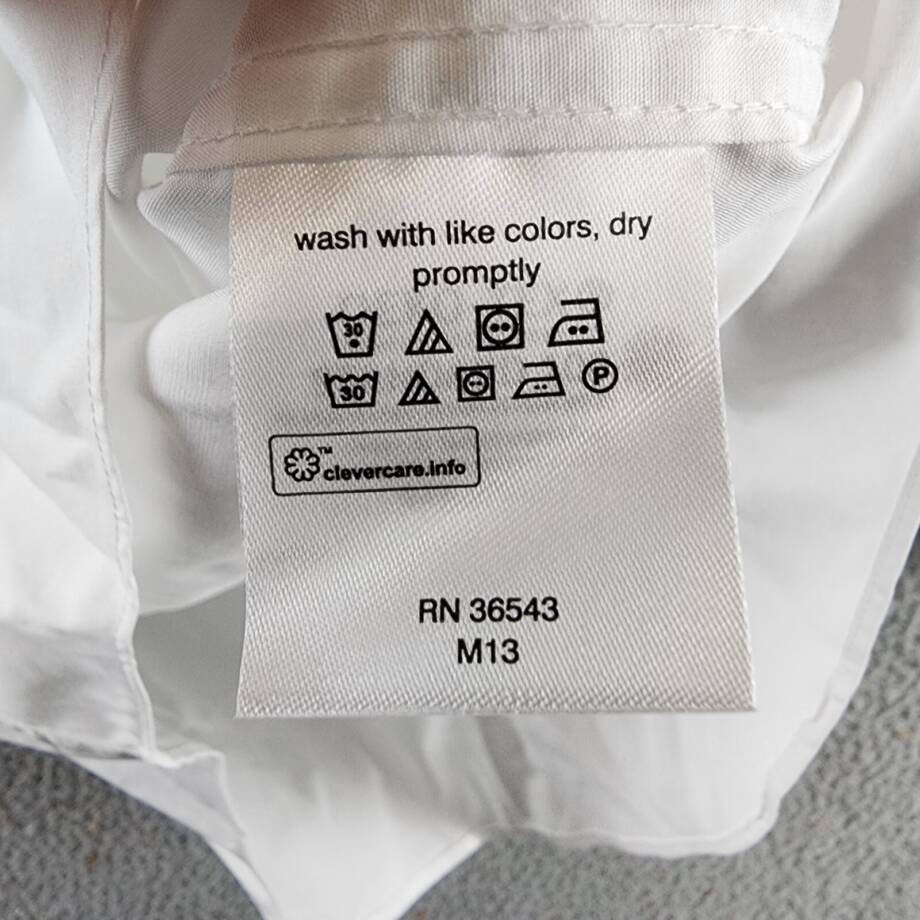 wash with like colors, dry
promptly
30
30 P
™ clevercare.info
RN 36543
M13